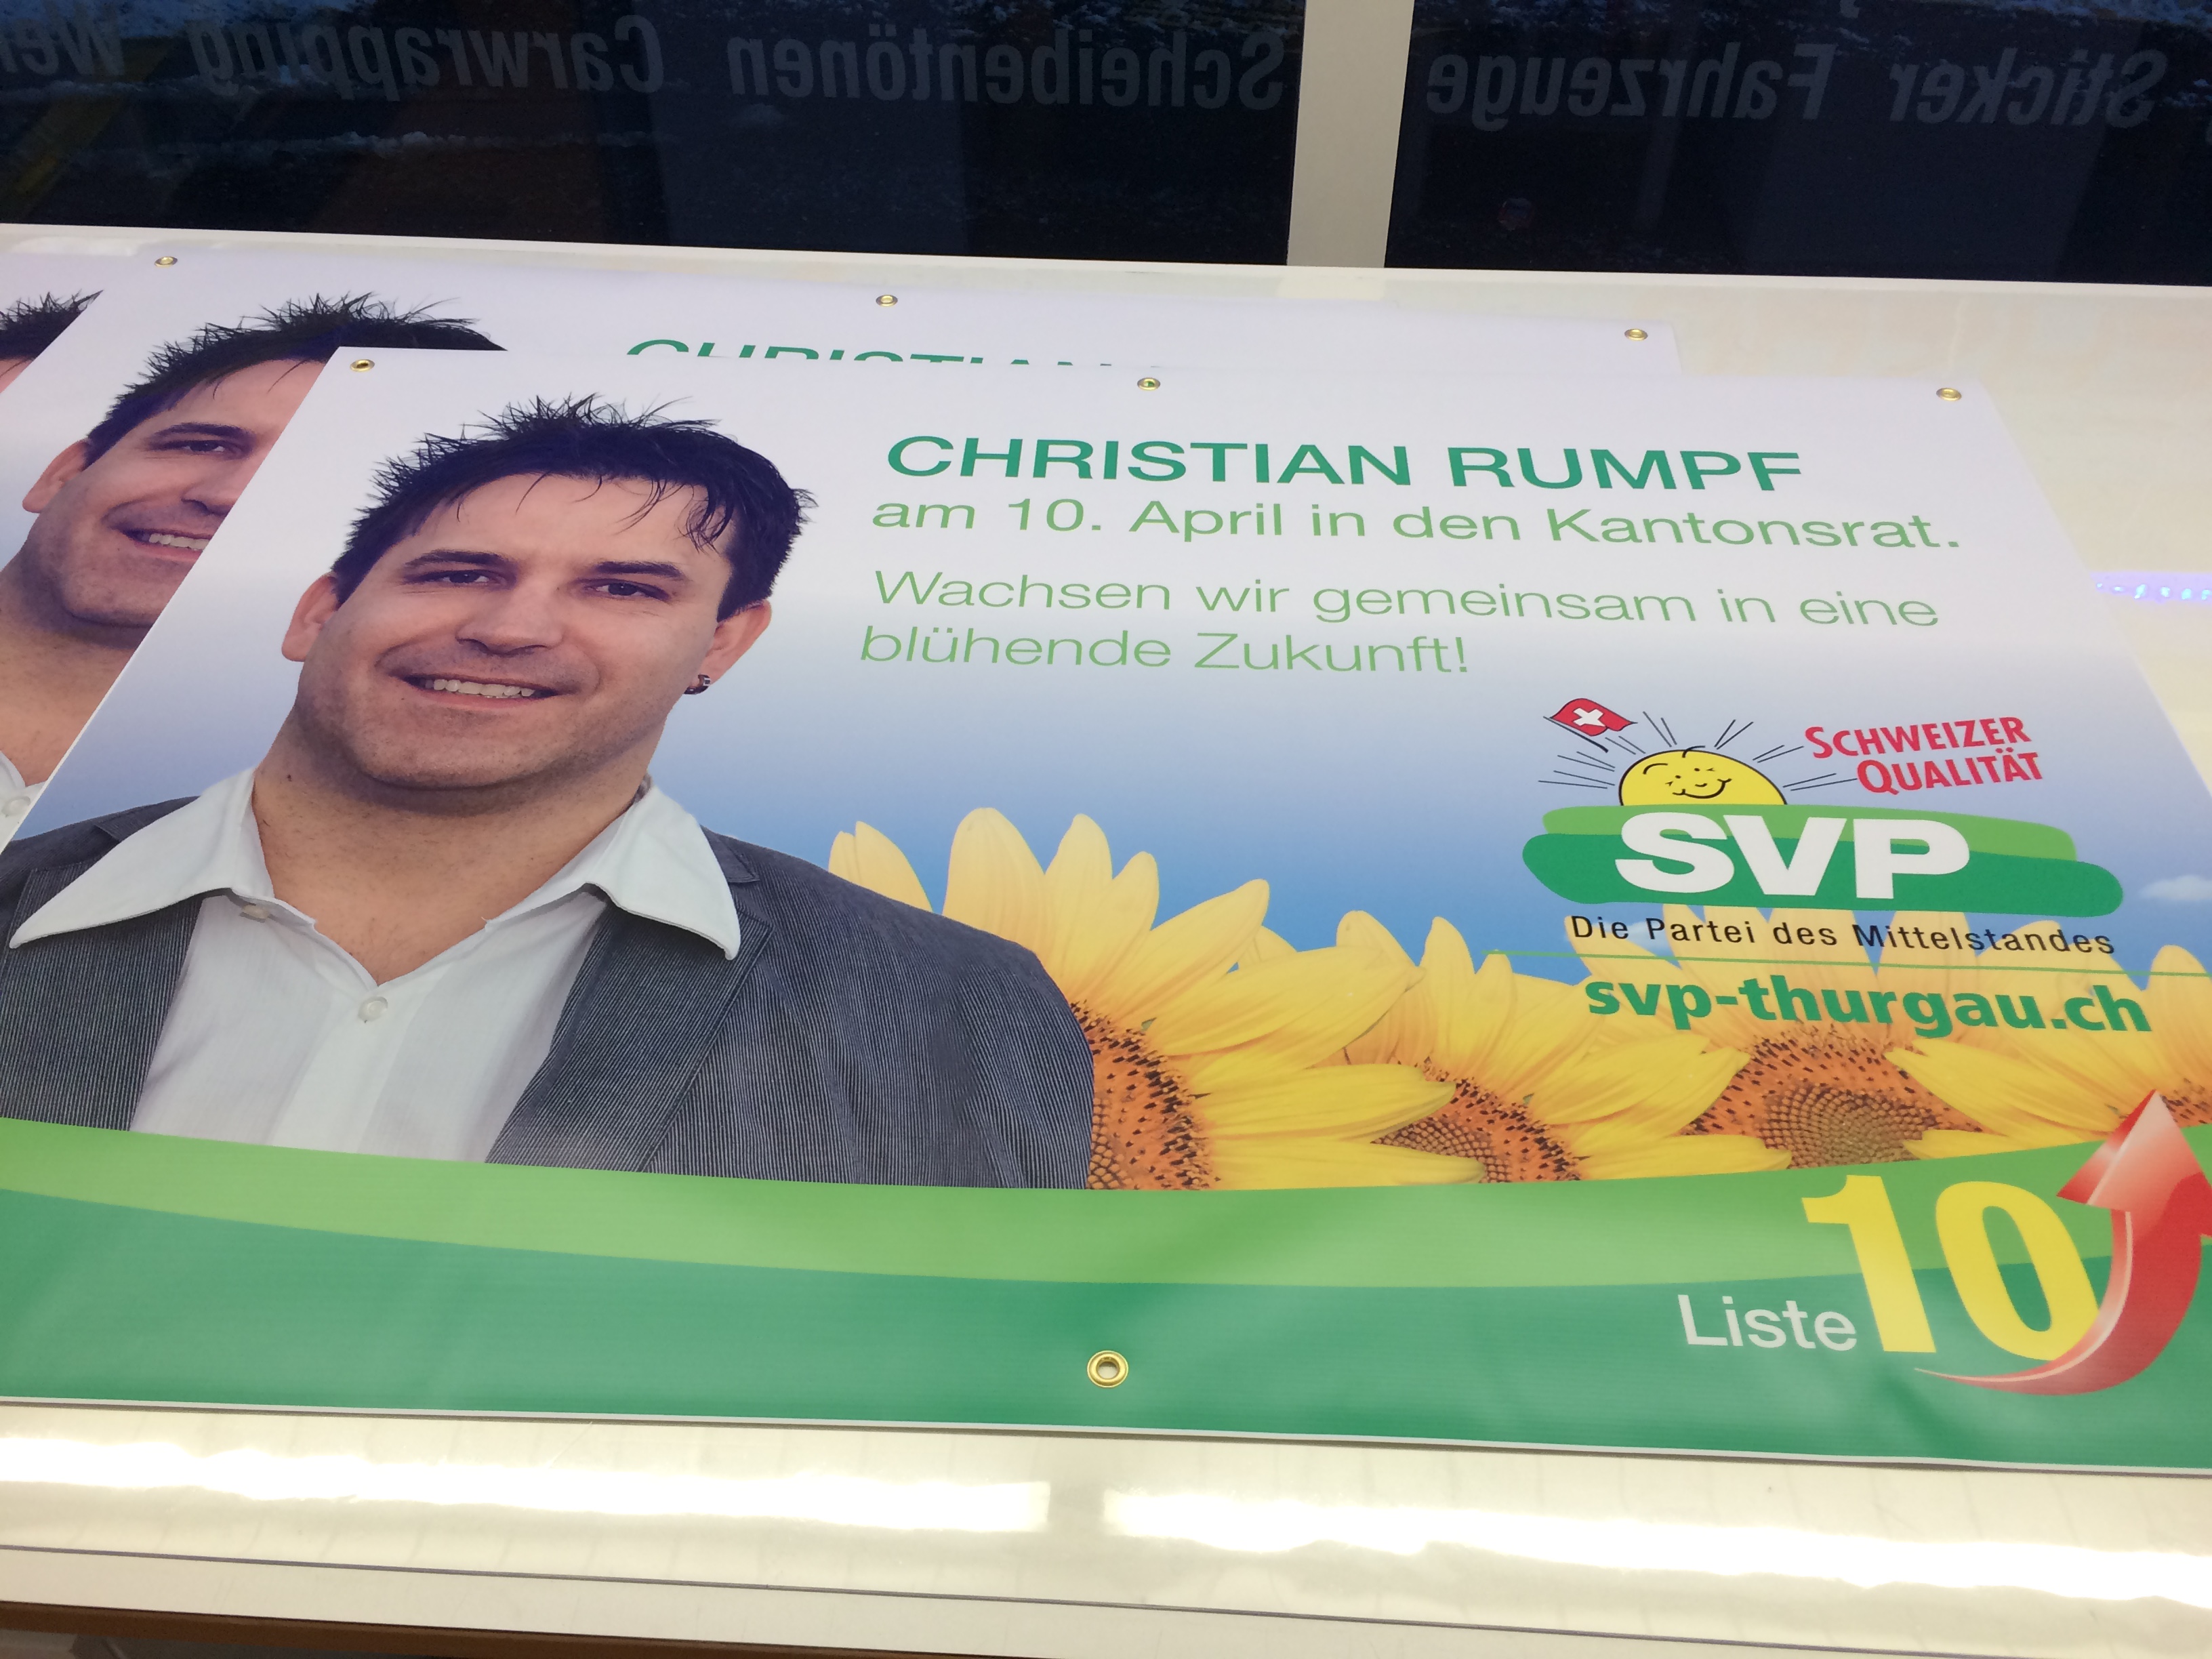 Carwrapping Scheibentönen Fahrzeuge Sticker
CHRISTIAN
CHRISTIAN RUMPF
am 10. April in den Kantonsrat.
Wachsen wir gemeinsam in eine
blühende Zukunft!
SCHWEIZER
QUALITÄT
SVP
Die Partei des Mittelstandes
svp-thurgau.ch
Liste 10